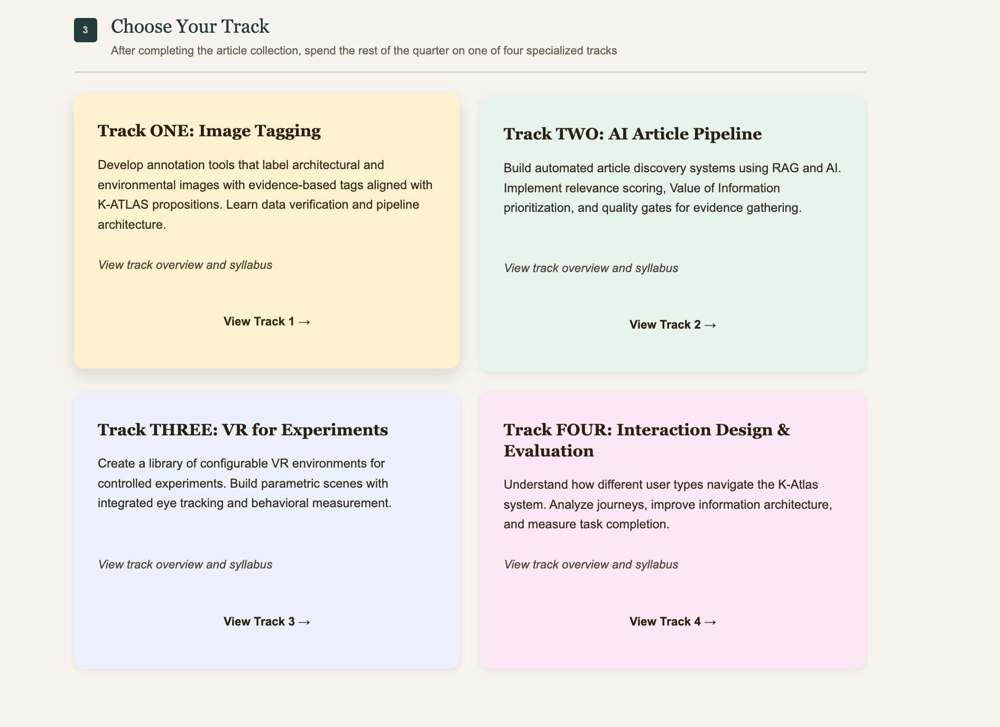 3
Choose Your Track
After completing the article collection, spend the rest of the quarter on one of four specialized tracks
Track ONE: Image Tagging
Develop annotation tools that label architectural and
environmental images with evidence-based tags aligned with
K-ATLAS propositions. Learn data verification and pipeline
architecture.
View track overview and syllabus
View Track 1 →
Track TWO: AI Article Pipeline
Build automated article discovery systems using RAG and AI.
Implement relevance scoring, Value of Information
prioritization, and quality gates for evidence gathering.
View track overview and syllabus
View Track 2 →
Track THREE: VR for Experiments
Create a library of configurable VR environments for
controlled experiments. Build parametric scenes with
integrated eye tracking and behavioral measurement.
View track overview and syllabus
View Track 3 →
Track FOUR: Interaction Design &
Evaluation
Understand how different user types navigate the K-Atlas
system. Analyze journeys, improve information architecture,
and measure task completion.
View track overview and syllabus
View Track 4 →